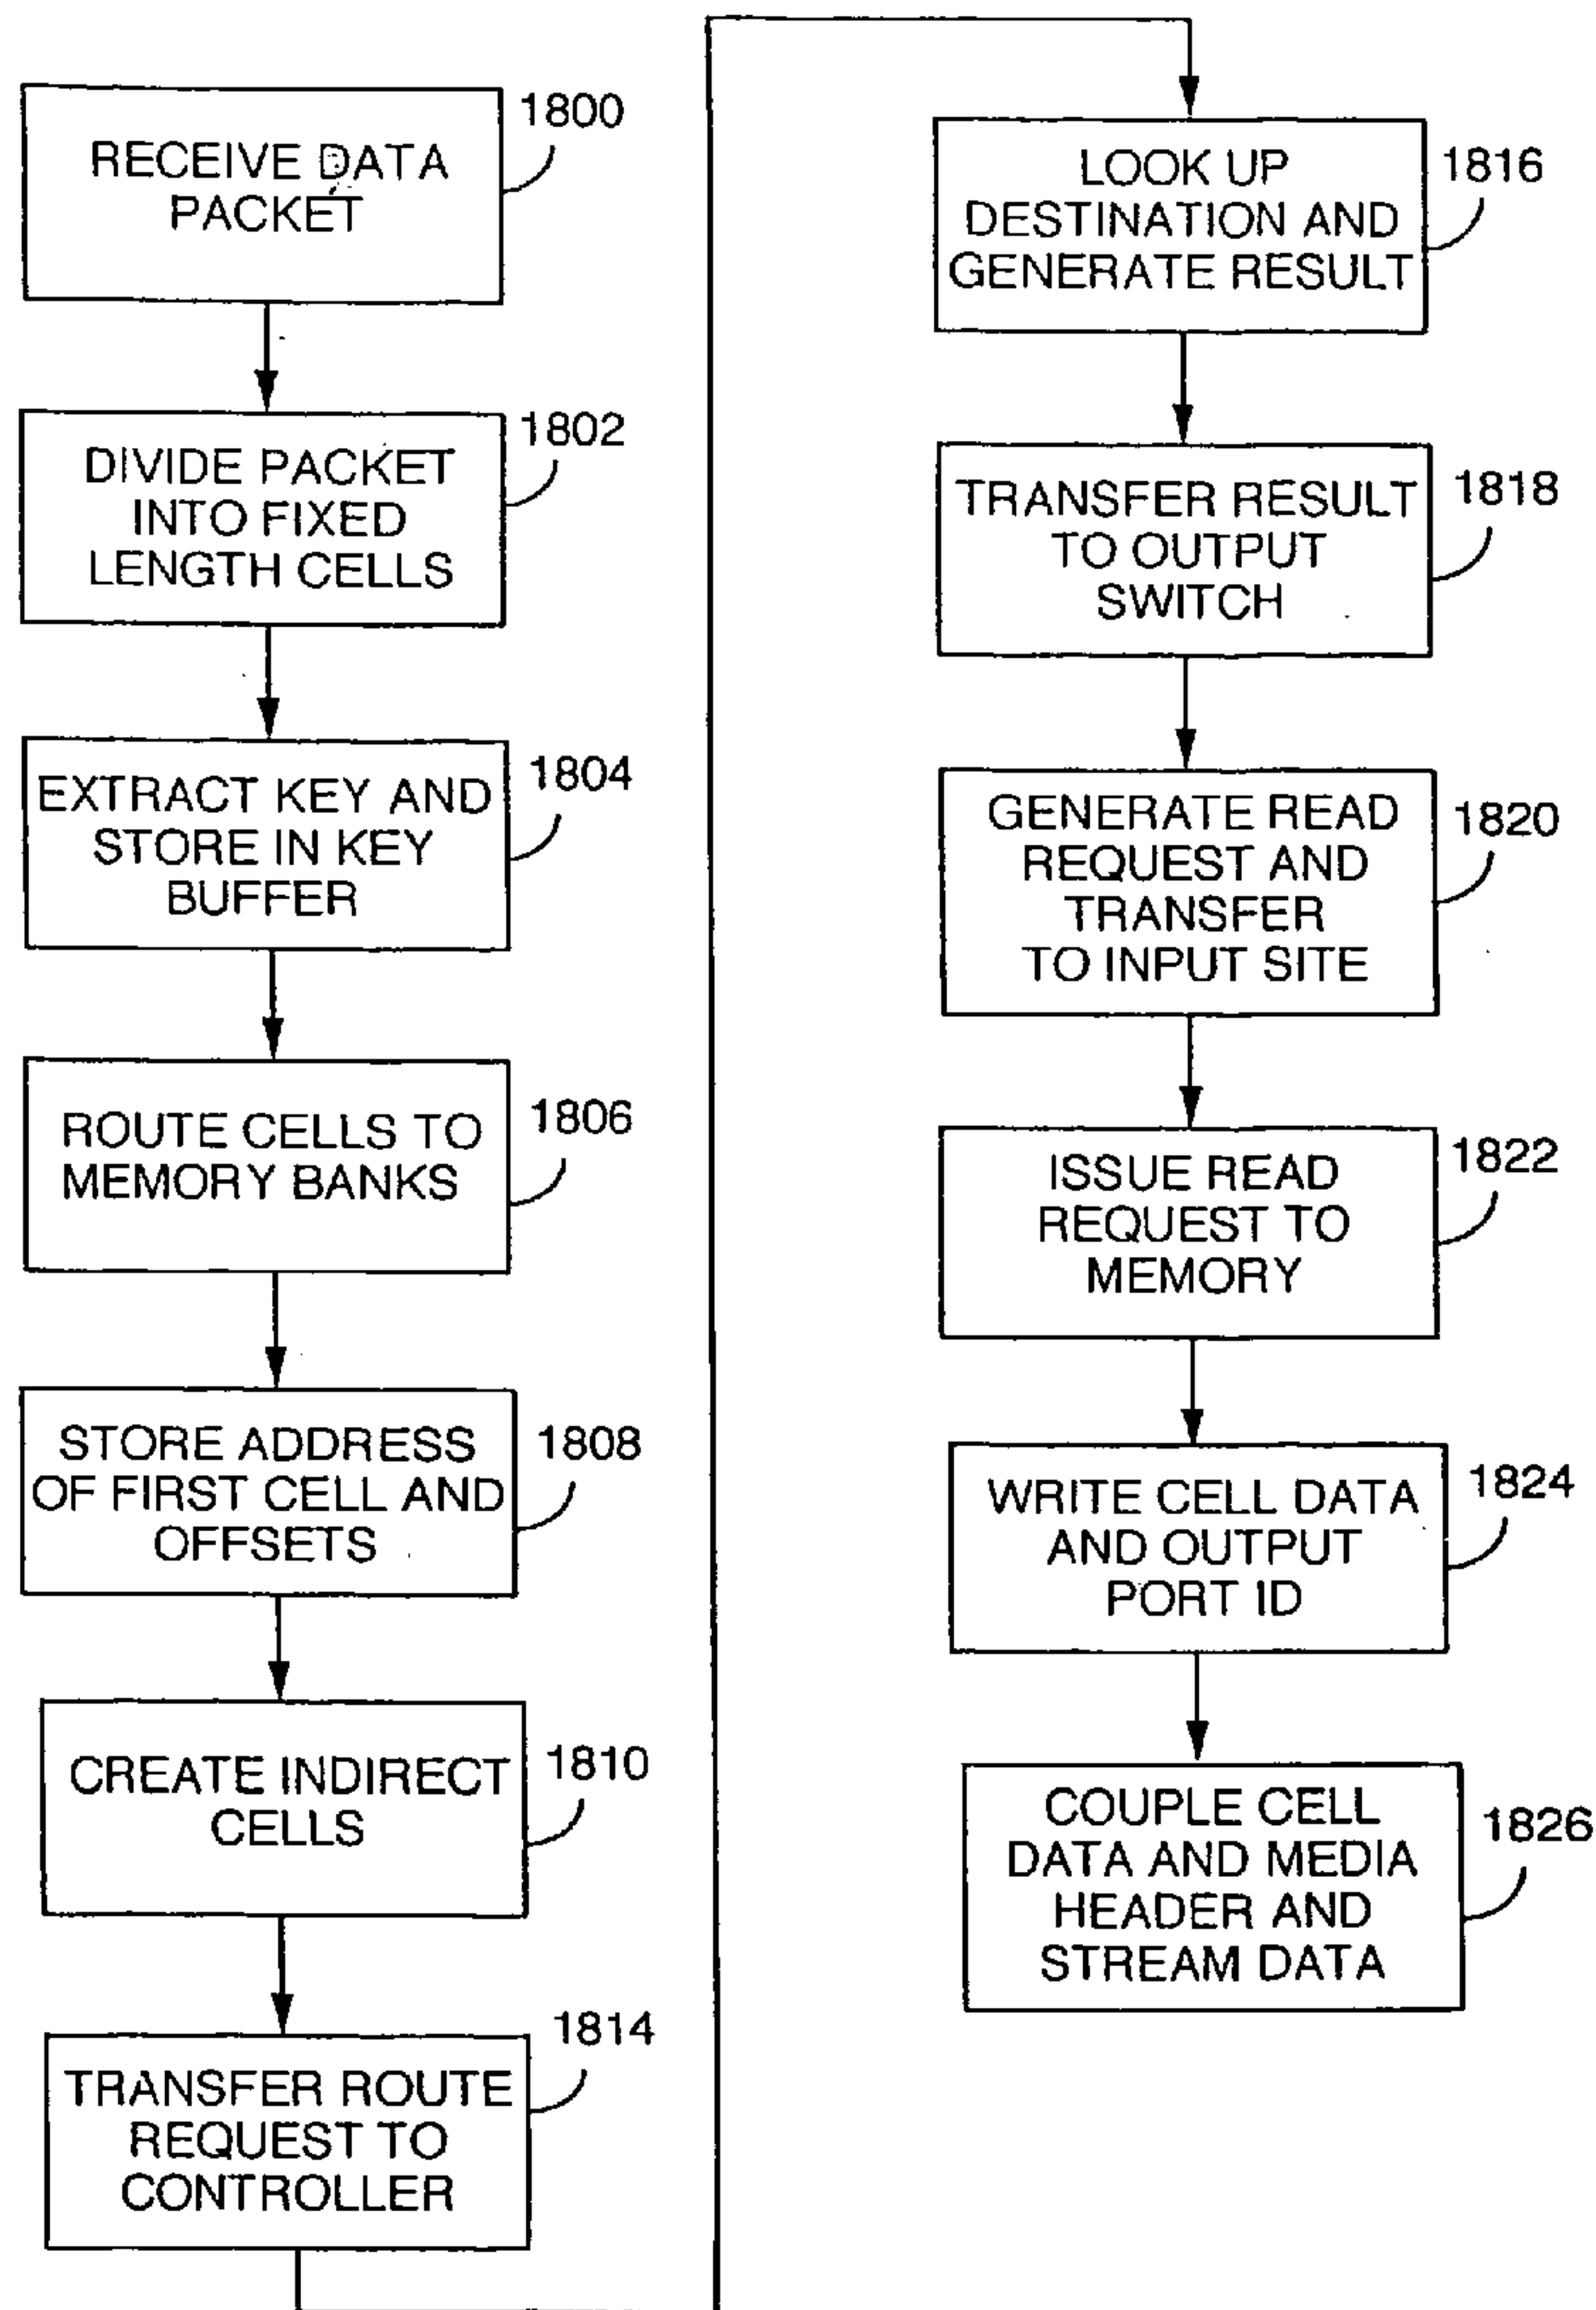 1800
RECEIVE DATA
PACKET
1802
DIVIDE PACKET
INTO FIXED
LENGTH CELLS
1804
EXTRACT KEY AND
STORE IN KEY
BUFFER
1806
ROUTE CELLS TO
MEMORY BANKS
1808
STORE ADDRESS
OF FIRST CELL AND
OFFSETS
1810
CREATE INDIRECT
CELLS
1814
TRANSFER ROUTE
REQUEST TO
CONTROLLER
1816
LOOK UP
DESTINATION AND
GENERATE RESULT
1818
TRANSFER RESULT
TO OUTPUT
SWITCH
1820
GENERATE READ
REQUEST AND
TRANSFER
TO INPUT SITE
1822
ISSUE READ
REQUEST TO
MEMORY
1824
WRITE CELL DATA
AND OUTPUT
PORT ID
1826
COUPLE CELL
DATA AND MEDIA
HEADER AND
STREAM DATA